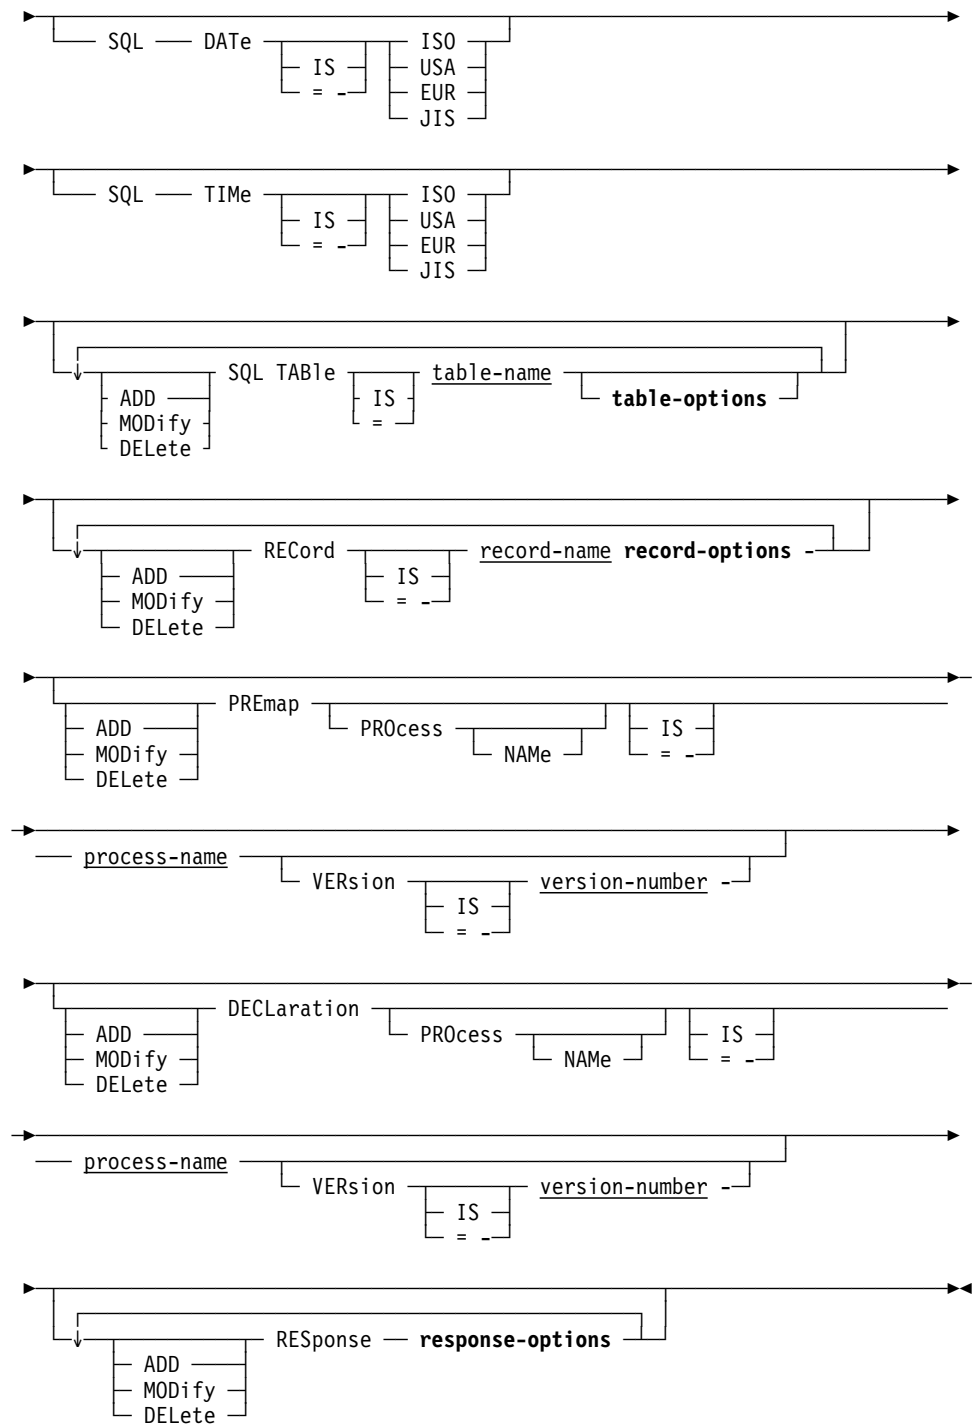 SQL DATe ISO
IS USA
= EUR
JIS
SQL TIMe ISO
IS USA
= EUR
JIS
SQL TABle table-name
ADD IS table-options
MODify =
DELete
RECord record-name record-options
ADD IS
MODify =
DELete
PREmap
ADD PROcess IS
MODify NAMe =
DELete
process-name
VERsion version-number
IS
=
DECLaration
ADD PROcess IS
MODify NAMe =
DELete
process-name
VERsion version-number
IS
=
RESponse response-options
ADD
MODify
DELete